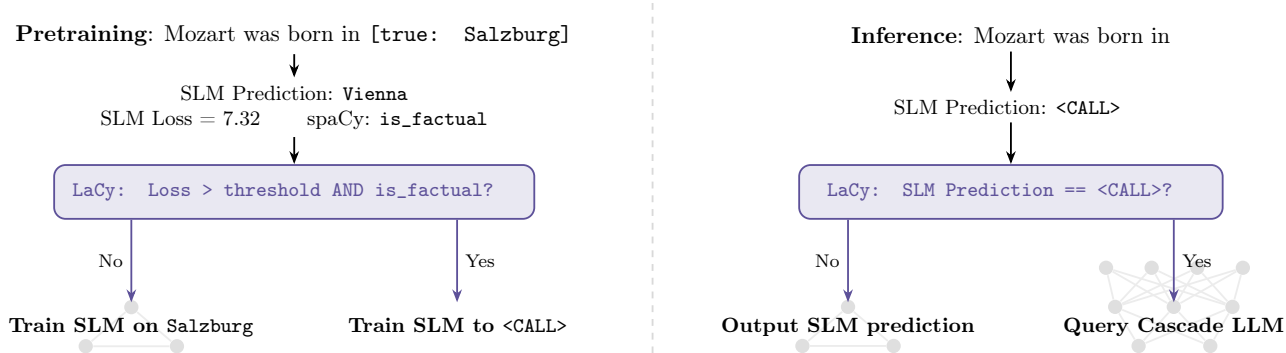 Pretraining: Mozart was born in [true: Salzburg]
SLM Prediction: Vienna
SLM Loss = 7.32 spaCy: is_factual
LaCy: Loss > threshold AND is_factual?
No
Yes
Train SLM on Salzburg
Train SLM to <CALL>
Inference: Mozart was born in
SLM Prediction: <CALL>
LaCy: SLM Prediction == <CALL>?
No
Yes
Output SLM prediction
Query Cascade LLM